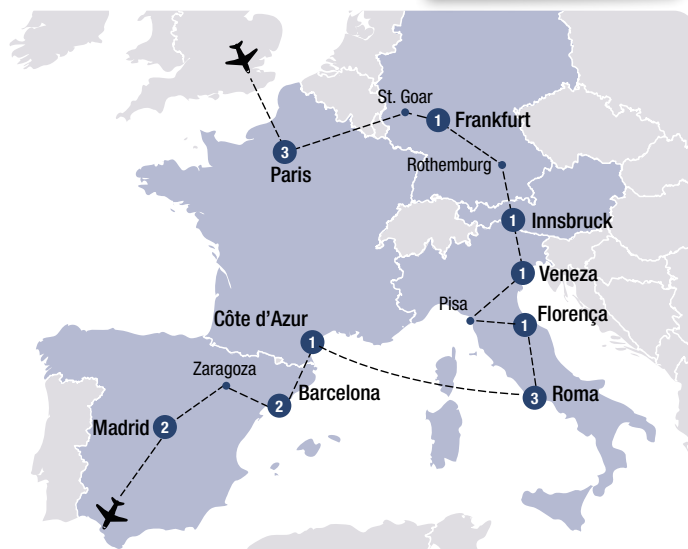 St. Goar
1 Frankfurt
3
Paris
Rothemburg
1 Innsbruck
1 Veneza
Pisa
Florença
1
Côte d'Azur
1
Zaragoza
Barcelona
2
Roma
3
Madrid 2